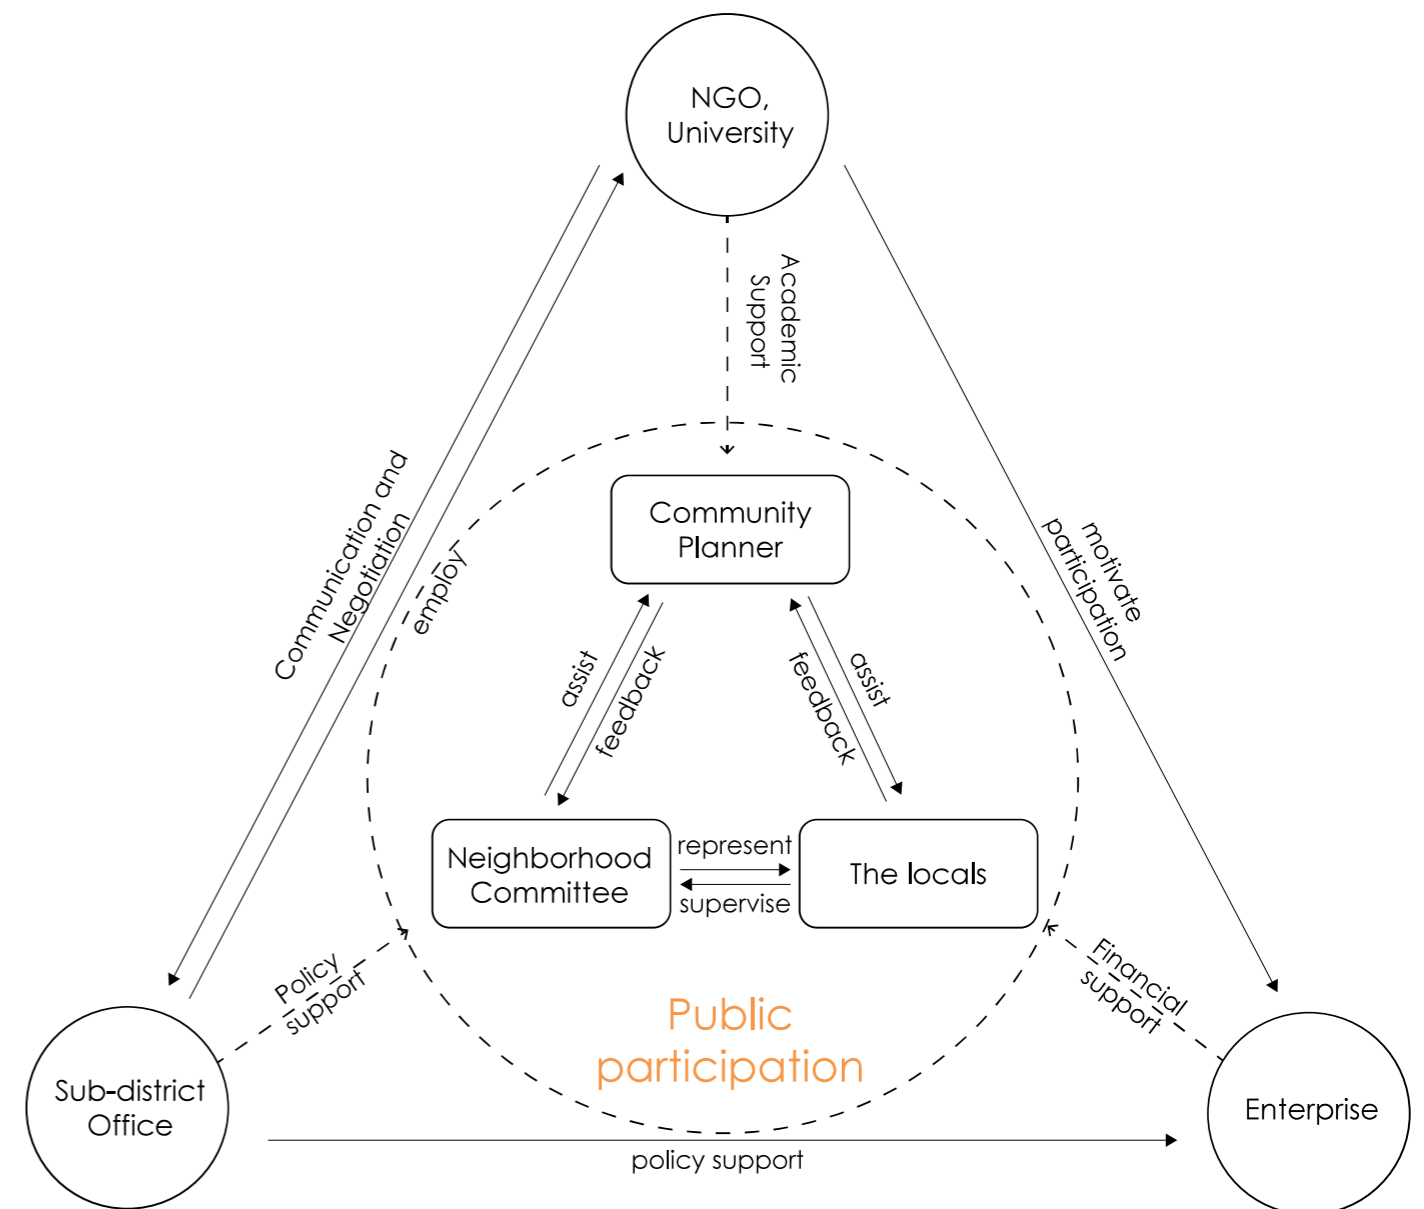 NGO,
University
Academic
Support
Communication and
Negotiation
employ
motivate
participation
Community
Planner
assist
feedback
assist
feedback
Neighborhood
Committee
represent
supervise
The locals
Policy
support
Financial
support
Public
participation
Sub-district
Office
Enterprise
policy support